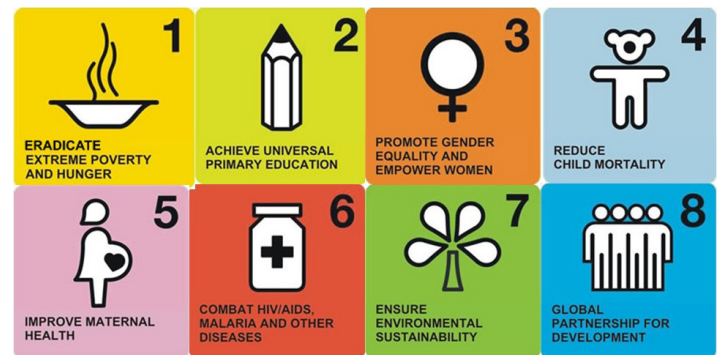 1
ERADICATE
EXTREME POVERTY
AND HUNGER
2
ACHIEVE UNIVERSAL
PRIMARY EDUCATION
3
PROMOTE GENDER
EQUALITY AND
EMPOWER WOMEN
4
REDUCE
CHILD MORTALITY
5
IMPROVE MATERNAL
HEALTH
6
COMBAT HIV/AIDS,
MALARIA AND OTHER
DISEASES
7
ENSURE
ENVIRONMENTAL
SUSTAINABILITY
8
GLOBAL
PARTNERSHIP FOR
DEVELOPMENT